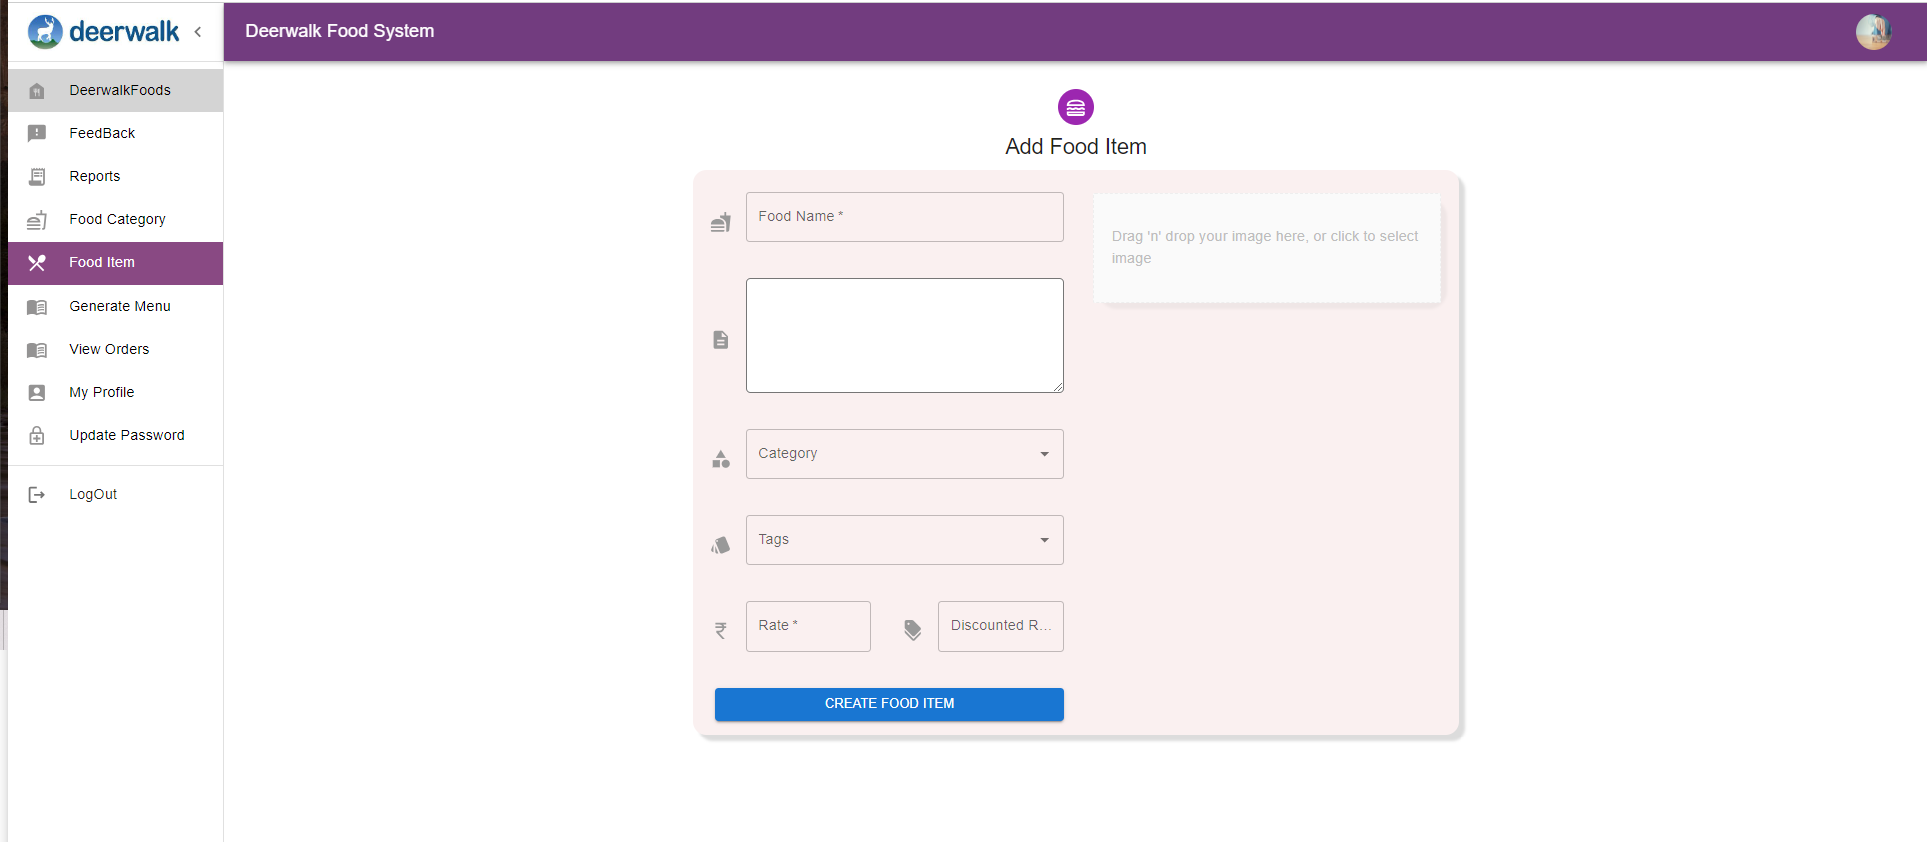 deerwalk
Deerwalk Food System
DeerwalkFoods
FeedBack
Reports
Food Category
Food Item
Generate Menu
View Orders
My Profile
Update Password
LogOut
Add Food Item
Food Name *
Drag 'n' drop your image here, or click to select
image
Category
Tags
Rate *
Discounted R...
CREATE FOOD ITEM